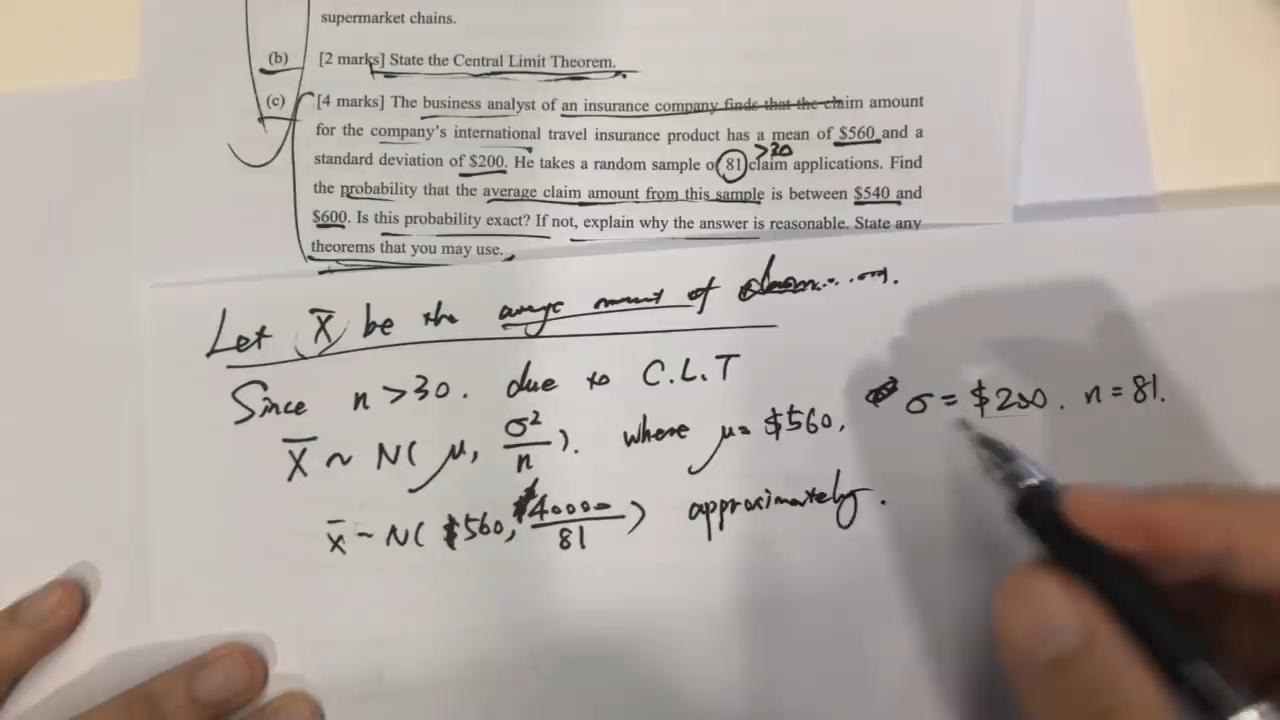 supermarket chains.
(b) [2 marks] State the Central Limit Theorem.
(c) [4 marks] The business analyst of an insurance company finds that the claim amount
for the company's international travel insurance product has a mean of $560 and a
>30
standard deviation of $200. He takes a random sample of 81 claim applications. Find
the probability that the average claim amount from this sample is between $540 and
$600. Is this probability exact? If not, explain why the answer is reasonable. State any
theorems that you may use.
Let X̄ be the average amount of
Since n >30. due to C.L.T
X̄ ~ N( μ, σ²/n ). where μ= $560, σ = $200. n = 81.
X̄ ~ N( $560, $40000/81 ) approximately.